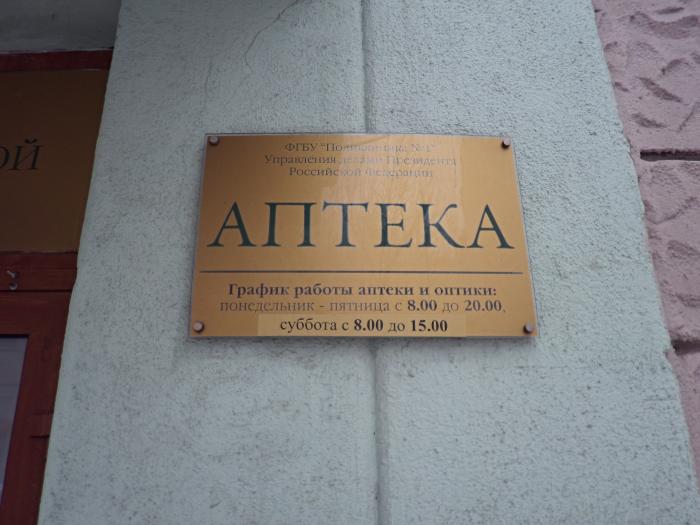 ОЙ
ФГБУ "Поликлиника №1"
Управления делами Президента
Российской Федерации
АПТЕКА
График работы аптеки и оптики:
понедельник - пятница с 8.00 до 20.00,
суббота с 8.00 до 15.00